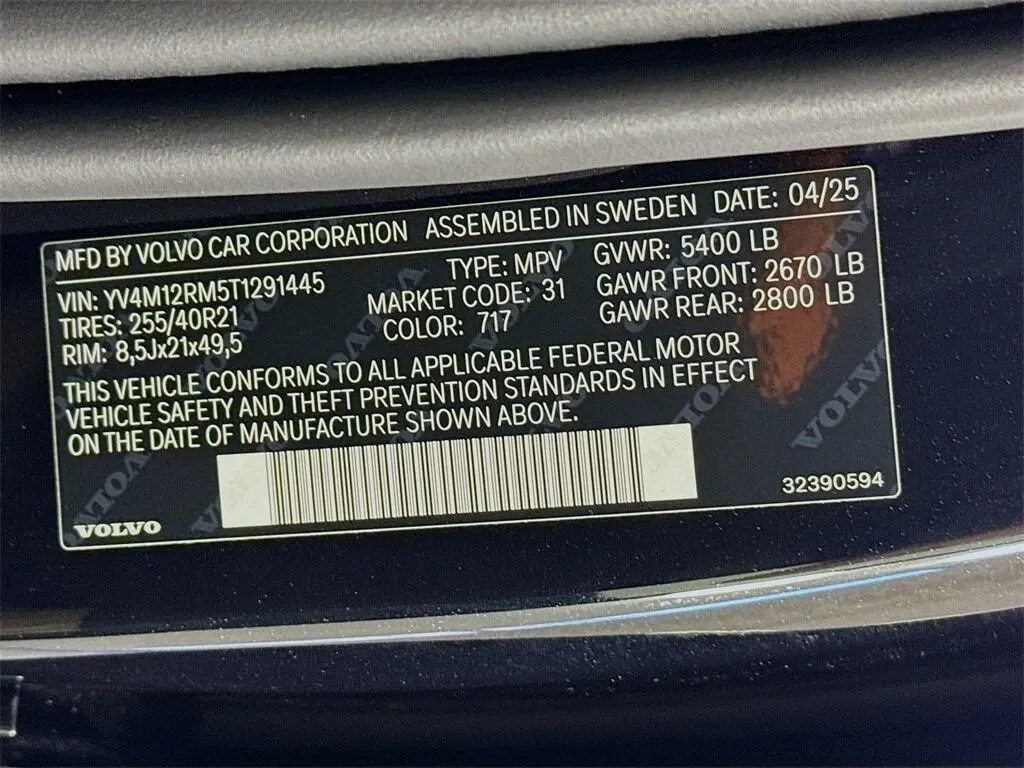 MFD BY VOLVO CAR CORPORATION ASSEMBLED IN SWEDEN DATE: 04/25
VIN: YV4M12RM5T1291445 TYPE: MPV GVWR: 5400 LB
TIRES: 255/40R21 MARKET CODE: 31 GAWR FRONT: 2670 LB
RIM: 8,5Jx21x49,5 COLOR: 717 GAWR REAR: 2800 LB
THIS VEHICLE CONFORMS TO ALL APPLICABLE FEDERAL MOTOR
VEHICLE SAFETY AND THEFT PREVENTION STANDARDS IN EFFECT
ON THE DATE OF MANUFACTURE SHOWN ABOVE.
32390594
VOLVO